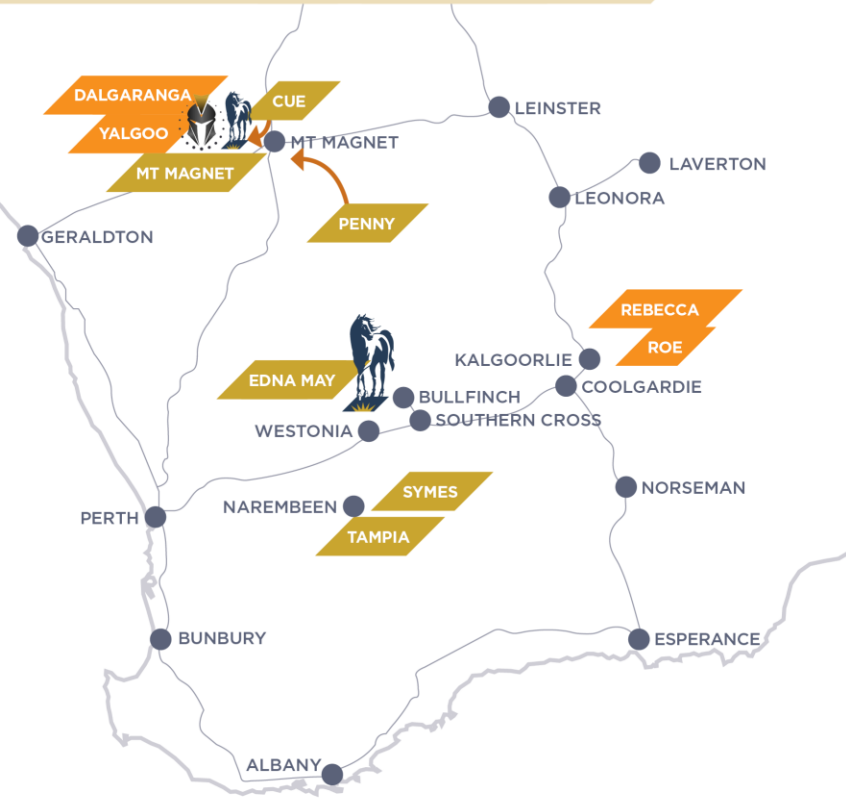 DALGARANGA
CUE
LEINSTER
YALGOO
MT MAGNET
MT MAGNET
LAVERTON
LEONORA
PENNY
GERALDTON
REBECCA
ROE
KALGOORLIE
EDNA MAY
COOLGARDIE
BULLFINCH
SOUTHERN CROSS
WESTONIA
SYMES
NORSEMAN
NAREMBEEN
PERTH
TAMPIA
BUNBURY
ESPERANCE
ALBANY